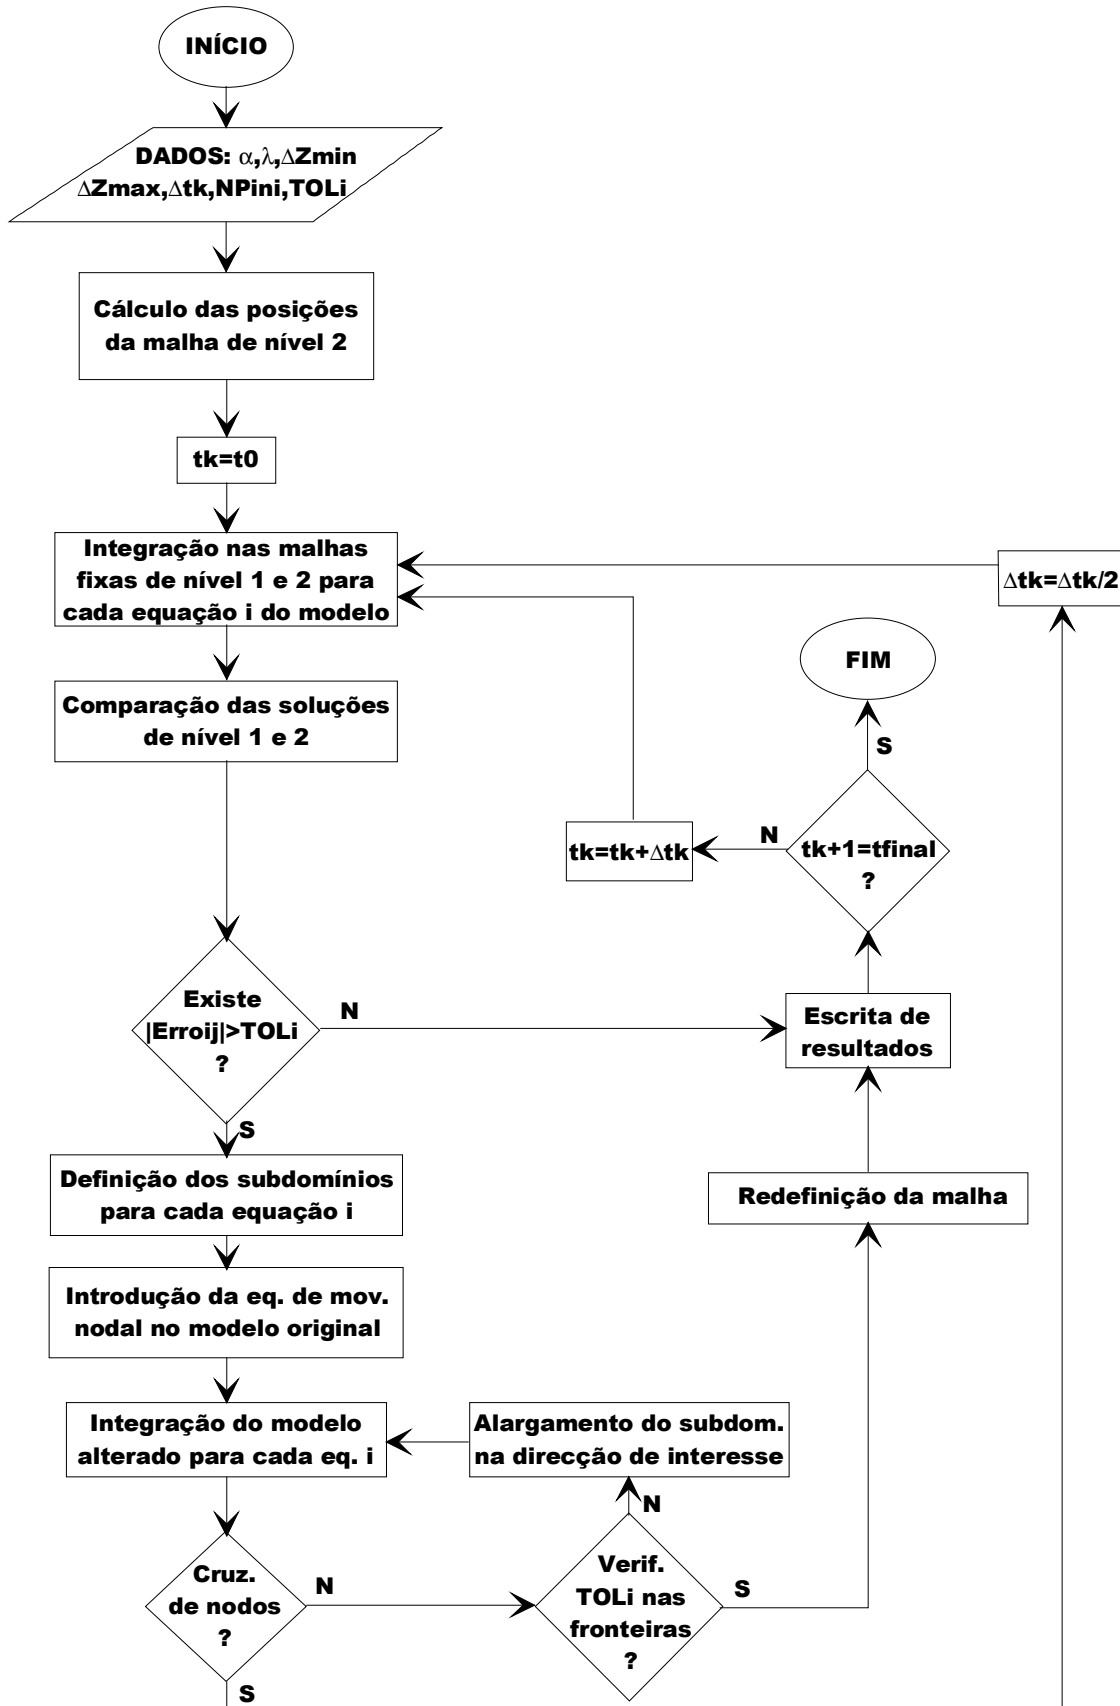 INÍCIO
DADOS: α,λ,ΔZmin
ΔZmax,Δtk,NPini,TOLi
Cálculo das posições
da malha de nível 2
tk=t0
Integração nas malhas
fixas de nível 1 e 2 para
cada equação i do modelo
Δtk=Δtk/2
FIM
Comparação das soluções
de nível 1 e 2
S
tk=tk+Δtk
N
tk+1=tfinal
?
Existe
|Erroij|>TOLi
?
N
Escrita de
resultados
S
Definição dos subdomínios
para cada equação i
Redefinição da malha
Introdução da eq. de mov.
nodal no modelo original
Integração do modelo
alterado para cada eq. i
Alargamento do subdom.
na direcção de interesse
N
Cruz.
de nodos
?
N
Verif.
TOLi nas
fronteiras
?
S
S